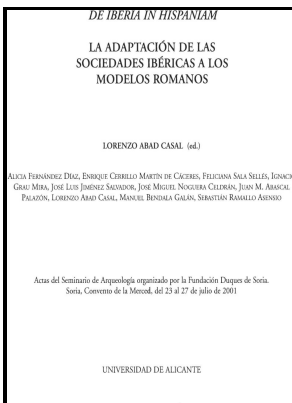 DE IBERIA IN HISPANIAM
LA ADAPTACIÓN DE LAS
SOCIEDADES IBÉRICAS A LOS
MODELOS ROMANOS
LORENZO ABAD CASAL (ed.)
ALICIA FERNÁNDEZ DÍAZ, ENRIQUE CERRILLO MARTÍN DE CÁCERES, FELICIANA SALA SELLÉS, IGNACIO
GRAU MIRA, JOSÉ LUIS JIMÉNEZ SALVADOR, JOSÉ MIGUEL NOGUERA CELDRÁN, JUAN M. ABASCAL
PALAZÓN, LORENZO ABAD CASAL, MANUEL BENDALA GALÁN, SEBASTIÁN RAMALLO ASENSIO
Actas del Seminario de Arqueología organizado por la Fundación Duques de Soria.
Soria, Convento de la Merced, del 23 al 27 de julio de 2001
UNIVERSIDAD DE ALICANTE